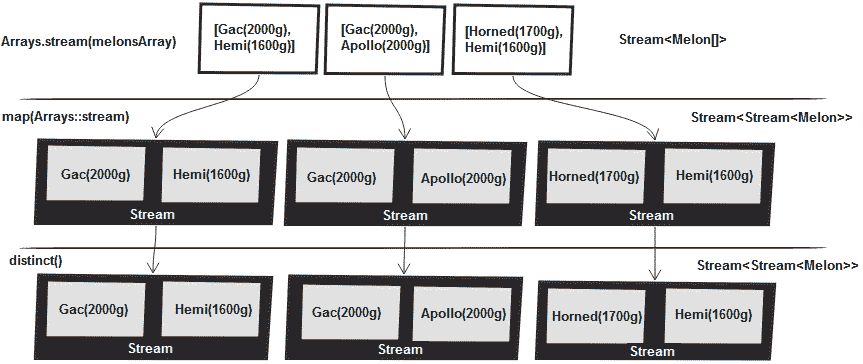 Arrays.stream(melonsArray)
[Gac(2000g),
Hemi(1600g)]
[Gac(2000g),
Apollo(2000g)]
[Horned(1700g),
Hemi(1600g)]
Stream<Melon[]>
map(Arrays::stream)
Stream<Stream<Melon>>
Gac(2000g)
Hemi(1600g)
Stream
Gac(2000g)
Apollo(2000g)
Stream
Horned(1700g)
Hemi(1600g)
Stream
distinct()
Stream<Stream<Melon>>
Gac(2000g)
Hemi(1600g)
Stream
Gac(2000g)
Apollo(2000g)
Stream
Horned(1700g)
Hemi(1600g)
Stream